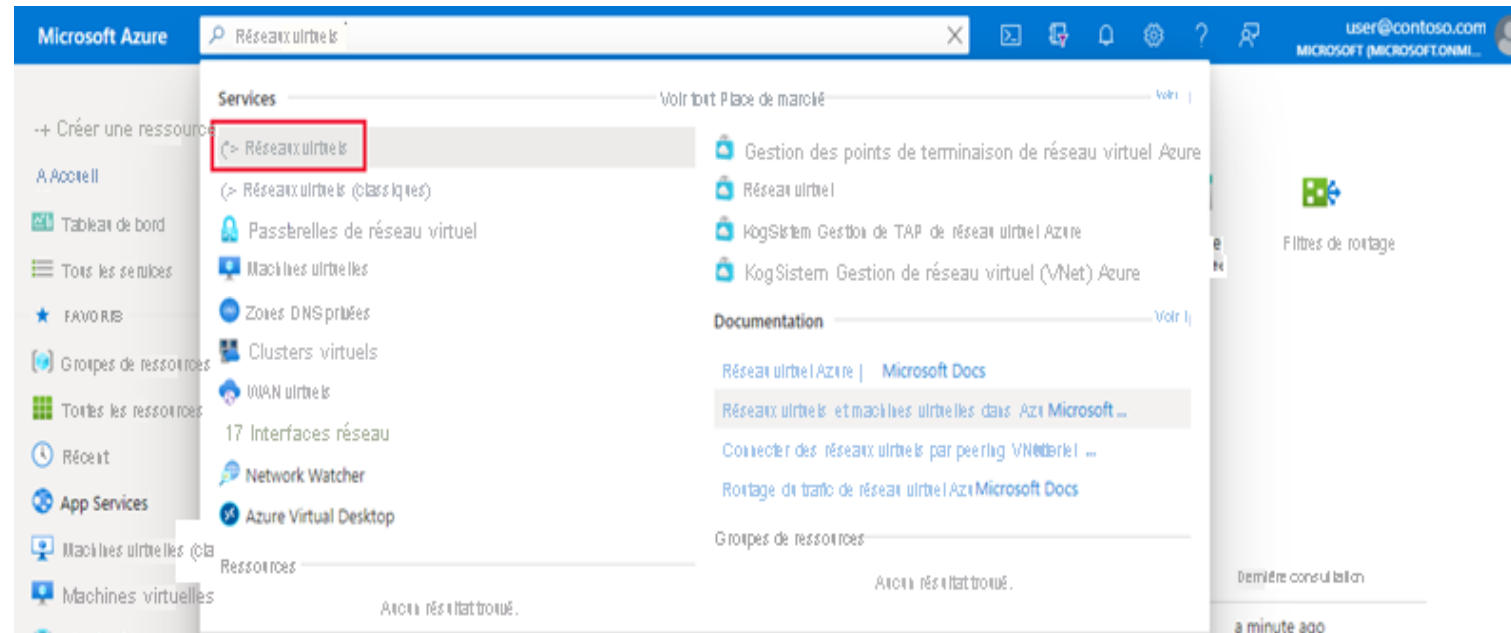 Microsoft Azure
Réseaux virtuels
user@contoso.com
MICROSOFT (MICROSOFT.ONMI...
-+ Créer une ressource
A Accueil
Tableau de bord
Tous les services
FAVORIS
Groupes de ressources
Toutes les ressources
Récent
App Services
Machines virtuelles (cla
Machines virtuelles
Services
Voir tout Place de marché
Voir
(> Réseaux virtuels
(> Réseaux virtuels (classiques)
Passerelles de réseau virtuel
Machines virtuelles
Zones DNS privées
Clusters virtuels
WAN virtuels
17 Interfaces réseau
Network Watcher
Azure Virtual Desktop
Ressources
Aucun résultat trouvé.
Gestion des points de terminaison de réseau virtuel Azure
Réseau virtuel
KogSistem Gestion de TAP de réseau virtuel Azure
KogSistem Gestion de réseau virtuel (VNet) Azure
Documentation
Voir
Réseau virtuel Azure | Microsoft Docs
Réseaux virtuels et machines virtuelles dans Azu Microsoft ...
Connecter des réseaux virtuels par peering ...
Routage du trafic de réseau virtuel Azu Microsoft Docs
Groupes de ressources
Aucun résultat trouvé.
Filtres de routage
Dernière consultation
a minute ago